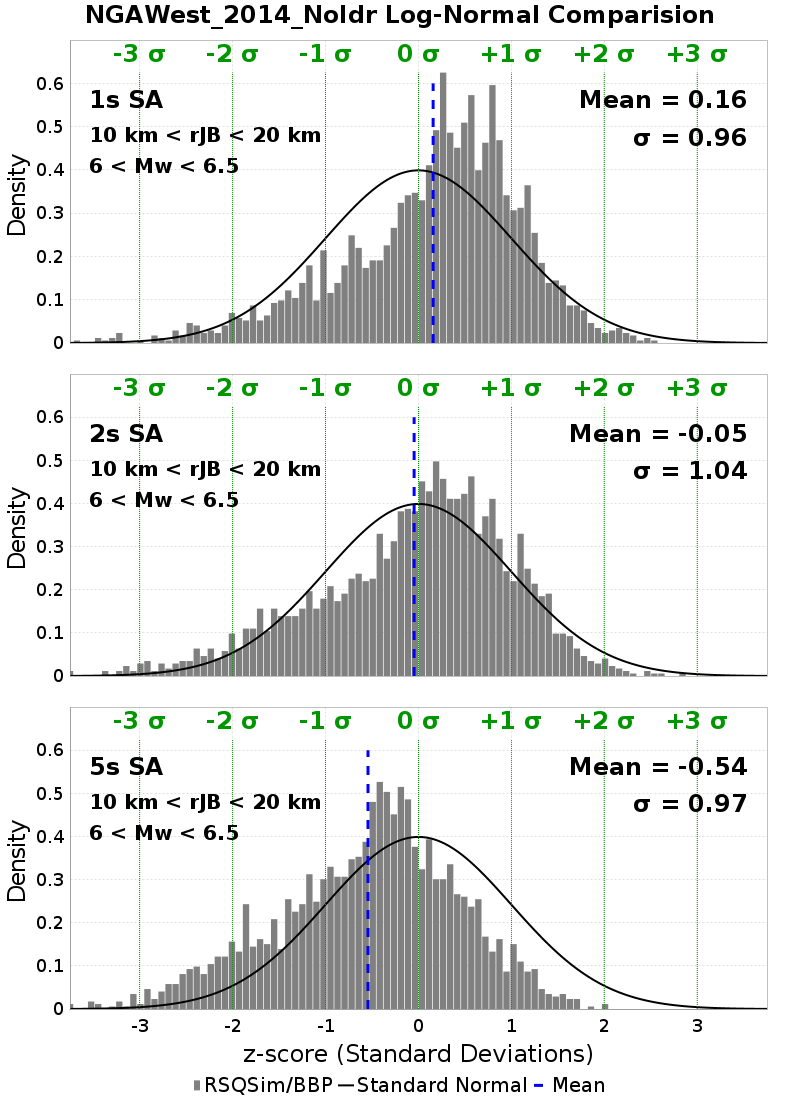 NGAWest_2014_NoIdr Log-Normal Comparision
-3 σ -2 σ -1 σ 0 σ +1 σ +2 σ +3 σ
1s SA Mean = 0.16
10 km < rJB < 20 km σ = 0.96
6 < Mw < 6.5
0.6
0.5
0.4
0.3
0.2
0.1
0
Density
-3 σ -2 σ -1 σ 0 σ +1 σ +2 σ +3 σ
2s SA Mean = -0.05
10 km < rJB < 20 km σ = 1.04
6 < Mw < 6.5
0.6
0.5
0.4
0.3
0.2
0.1
0
Density
-3 σ -2 σ -1 σ 0 σ +1 σ +2 σ +3 σ
5s SA Mean = -0.54
10 km < rJB < 20 km σ = 0.97
6 < Mw < 6.5
0.6
0.5
0.4
0.3
0.2
0.1
0
Density
-3 -2 -1 0 1 2 3
z-score (Standard Deviations)
RSQSim/BBP Standard Normal Mean